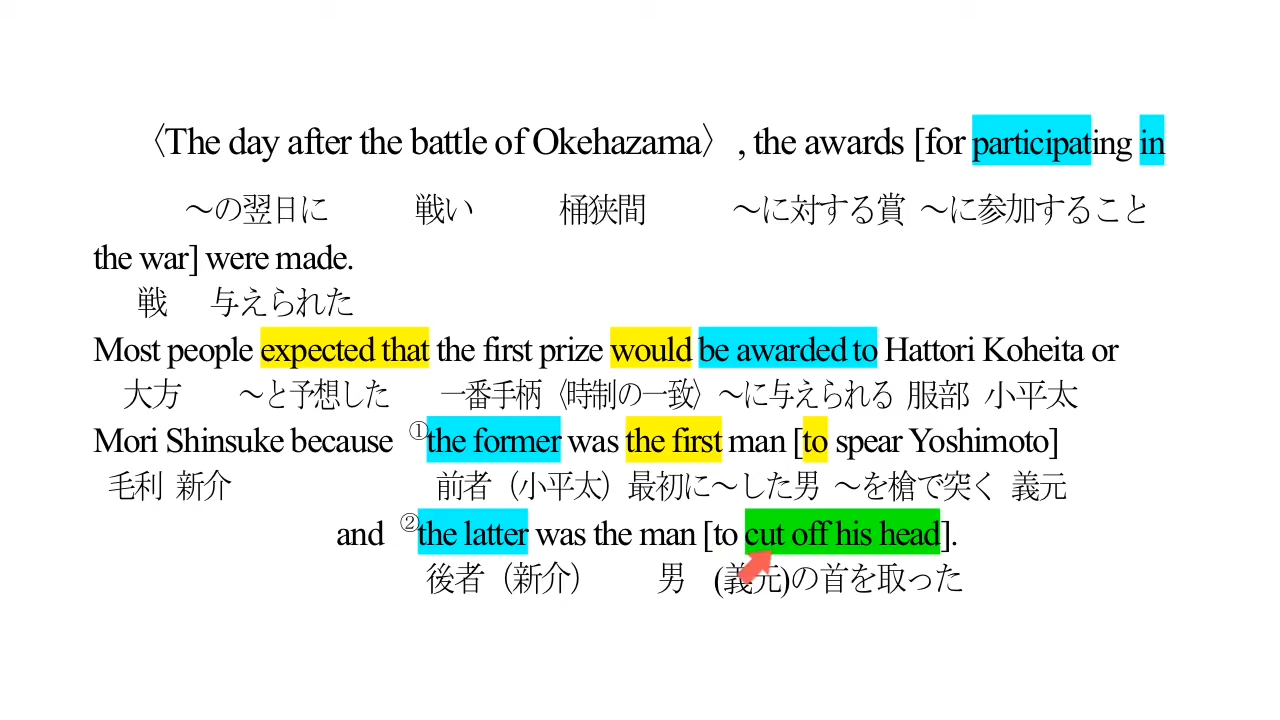 〈The day after the battle of Okehazama〉, the awards [for participating in
～の翌日に 戦い 桶狭間 ～に対する賞 ～に参加すること
the war] were made.
戦 与えられた
Most people expected that the first prize would be awarded to Hattori Koheita or
大方 ～と予想した 一番手柄〈時制の一致〉～に与えられる 服部 小平太
Mori Shinsuke because ①the former was the first man [to spear Yoshimoto]
毛利 新介 前者（小平太）最初に～した男 ～を槍で突く 義元
and ②the latter was the man [to cut off his head].
後者（新介） 男 (義元)の首を取った